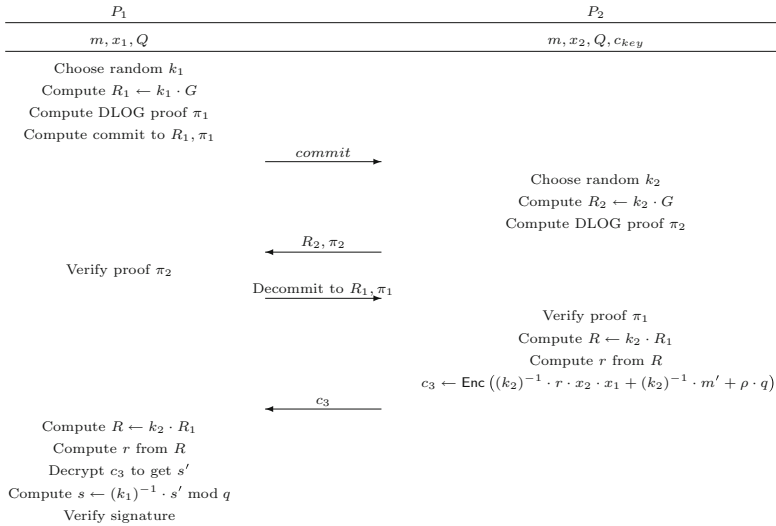 P₁ P₂
m, x₁, Q m, x₂, Q, c_key
Choose random k₁
Compute R₁ ← k₁ · G
Compute DLOG proof π₁
Compute commit to R₁, π₁
commit
Choose random k₂
Compute R₂ ← k₂ · G
Compute DLOG proof π₂
R₂, π₂
Verify proof π₂
Decommit to R₁, π₁
Verify proof π₁
Compute R ← k₂ · R₁
Compute r from R
c₃ ← Enc ((k₂)⁻¹ · r · x₂ · x₁ + (k₂)⁻¹ · m′ + ρ · q)
c₃
Compute R ← k₂ · R₁
Compute r from R
Decrypt c₃ to get s′
Compute s ← (k₁)⁻¹ · s′ mod q
Verify signature